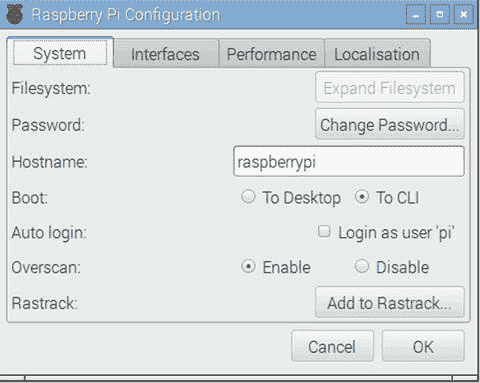 Raspberry Pi Configuration
System Interfaces Performance Localisation
Filesystem: Expand Filesystem
Password: Change Password...
Hostname: raspberrypi
Boot: To Desktop To CLI
Auto login: Login as user 'pi'
Overscan: Enable Disable
Rastrack: Add to Rastrack...
Cancel OK